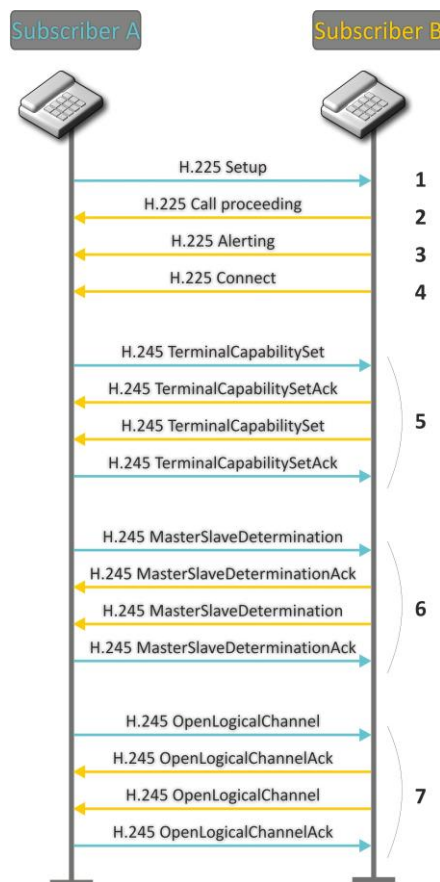 Subscriber A
Subscriber B
H.225 Setup
1
H.225 Call proceeding
2
H.225 Alerting
3
H.225 Connect
4
H.245 TerminalCapabilitySet
H.245 TerminalCapabilitySetAck
5
H.245 TerminalCapabilitySet
H.245 TerminalCapabilitySetAck
H.245 MasterSlaveDetermination
H.245 MasterSlaveDeterminationAck
6
H.245 MasterSlaveDetermination
H.245 MasterSlaveDeterminationAck
H.245 OpenLogicalChannel
H.245 OpenLogicalChannelAck
7
H.245 OpenLogicalChannel
H.245 OpenLogicalChannelAck